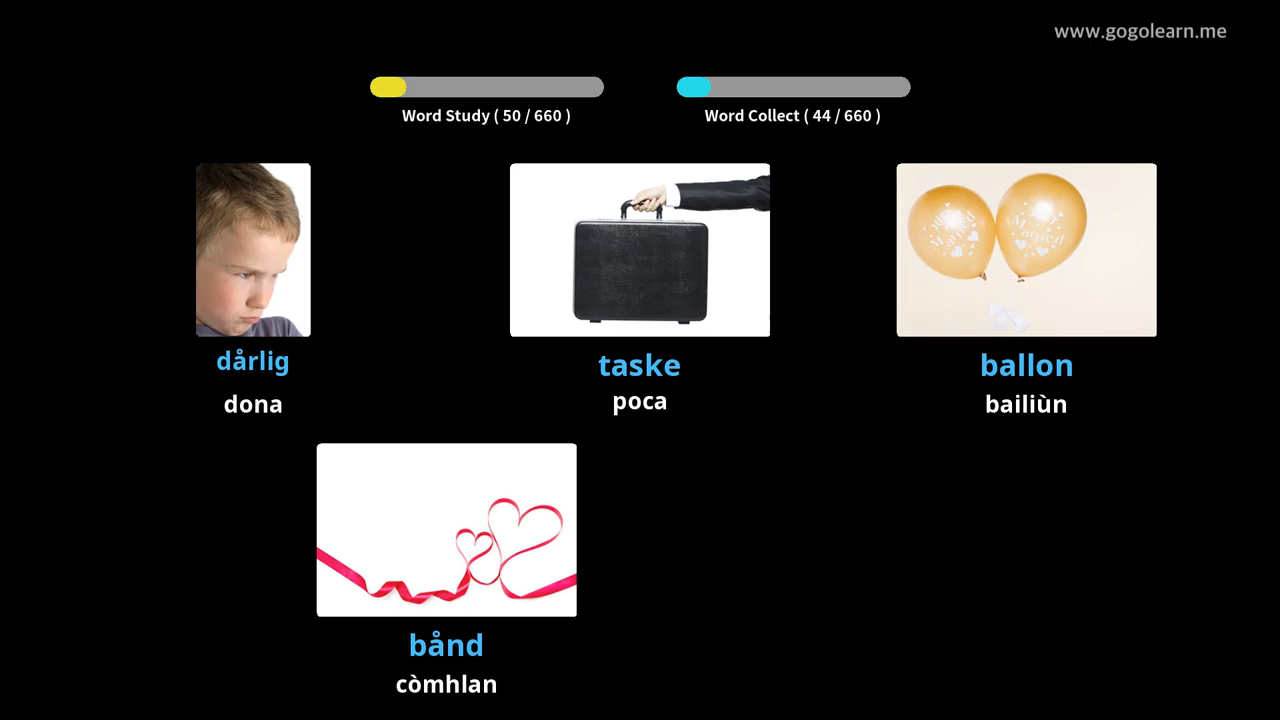 www.gogolearn.me
Word Study ( 50 / 660 )
Word Collect ( 44 / 660 )
dårlig
dona
taske
poca
ballon
bailiùn
bånd
còmhlan